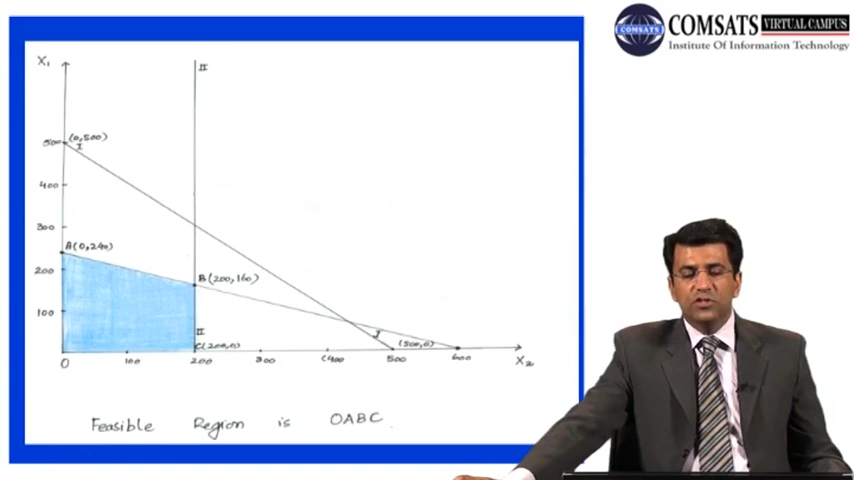 COMSATS VIRTUAL CAMPUS
Institute Of Information Technology
COMSATS
X1
II
500
(0,500)
I
400
300
A(0,240)
200
B(200,160)
100
II
C(200,0)
I
(500,0)
0 100 200 300 400 500 600
X2
Feasible Region is OABC.